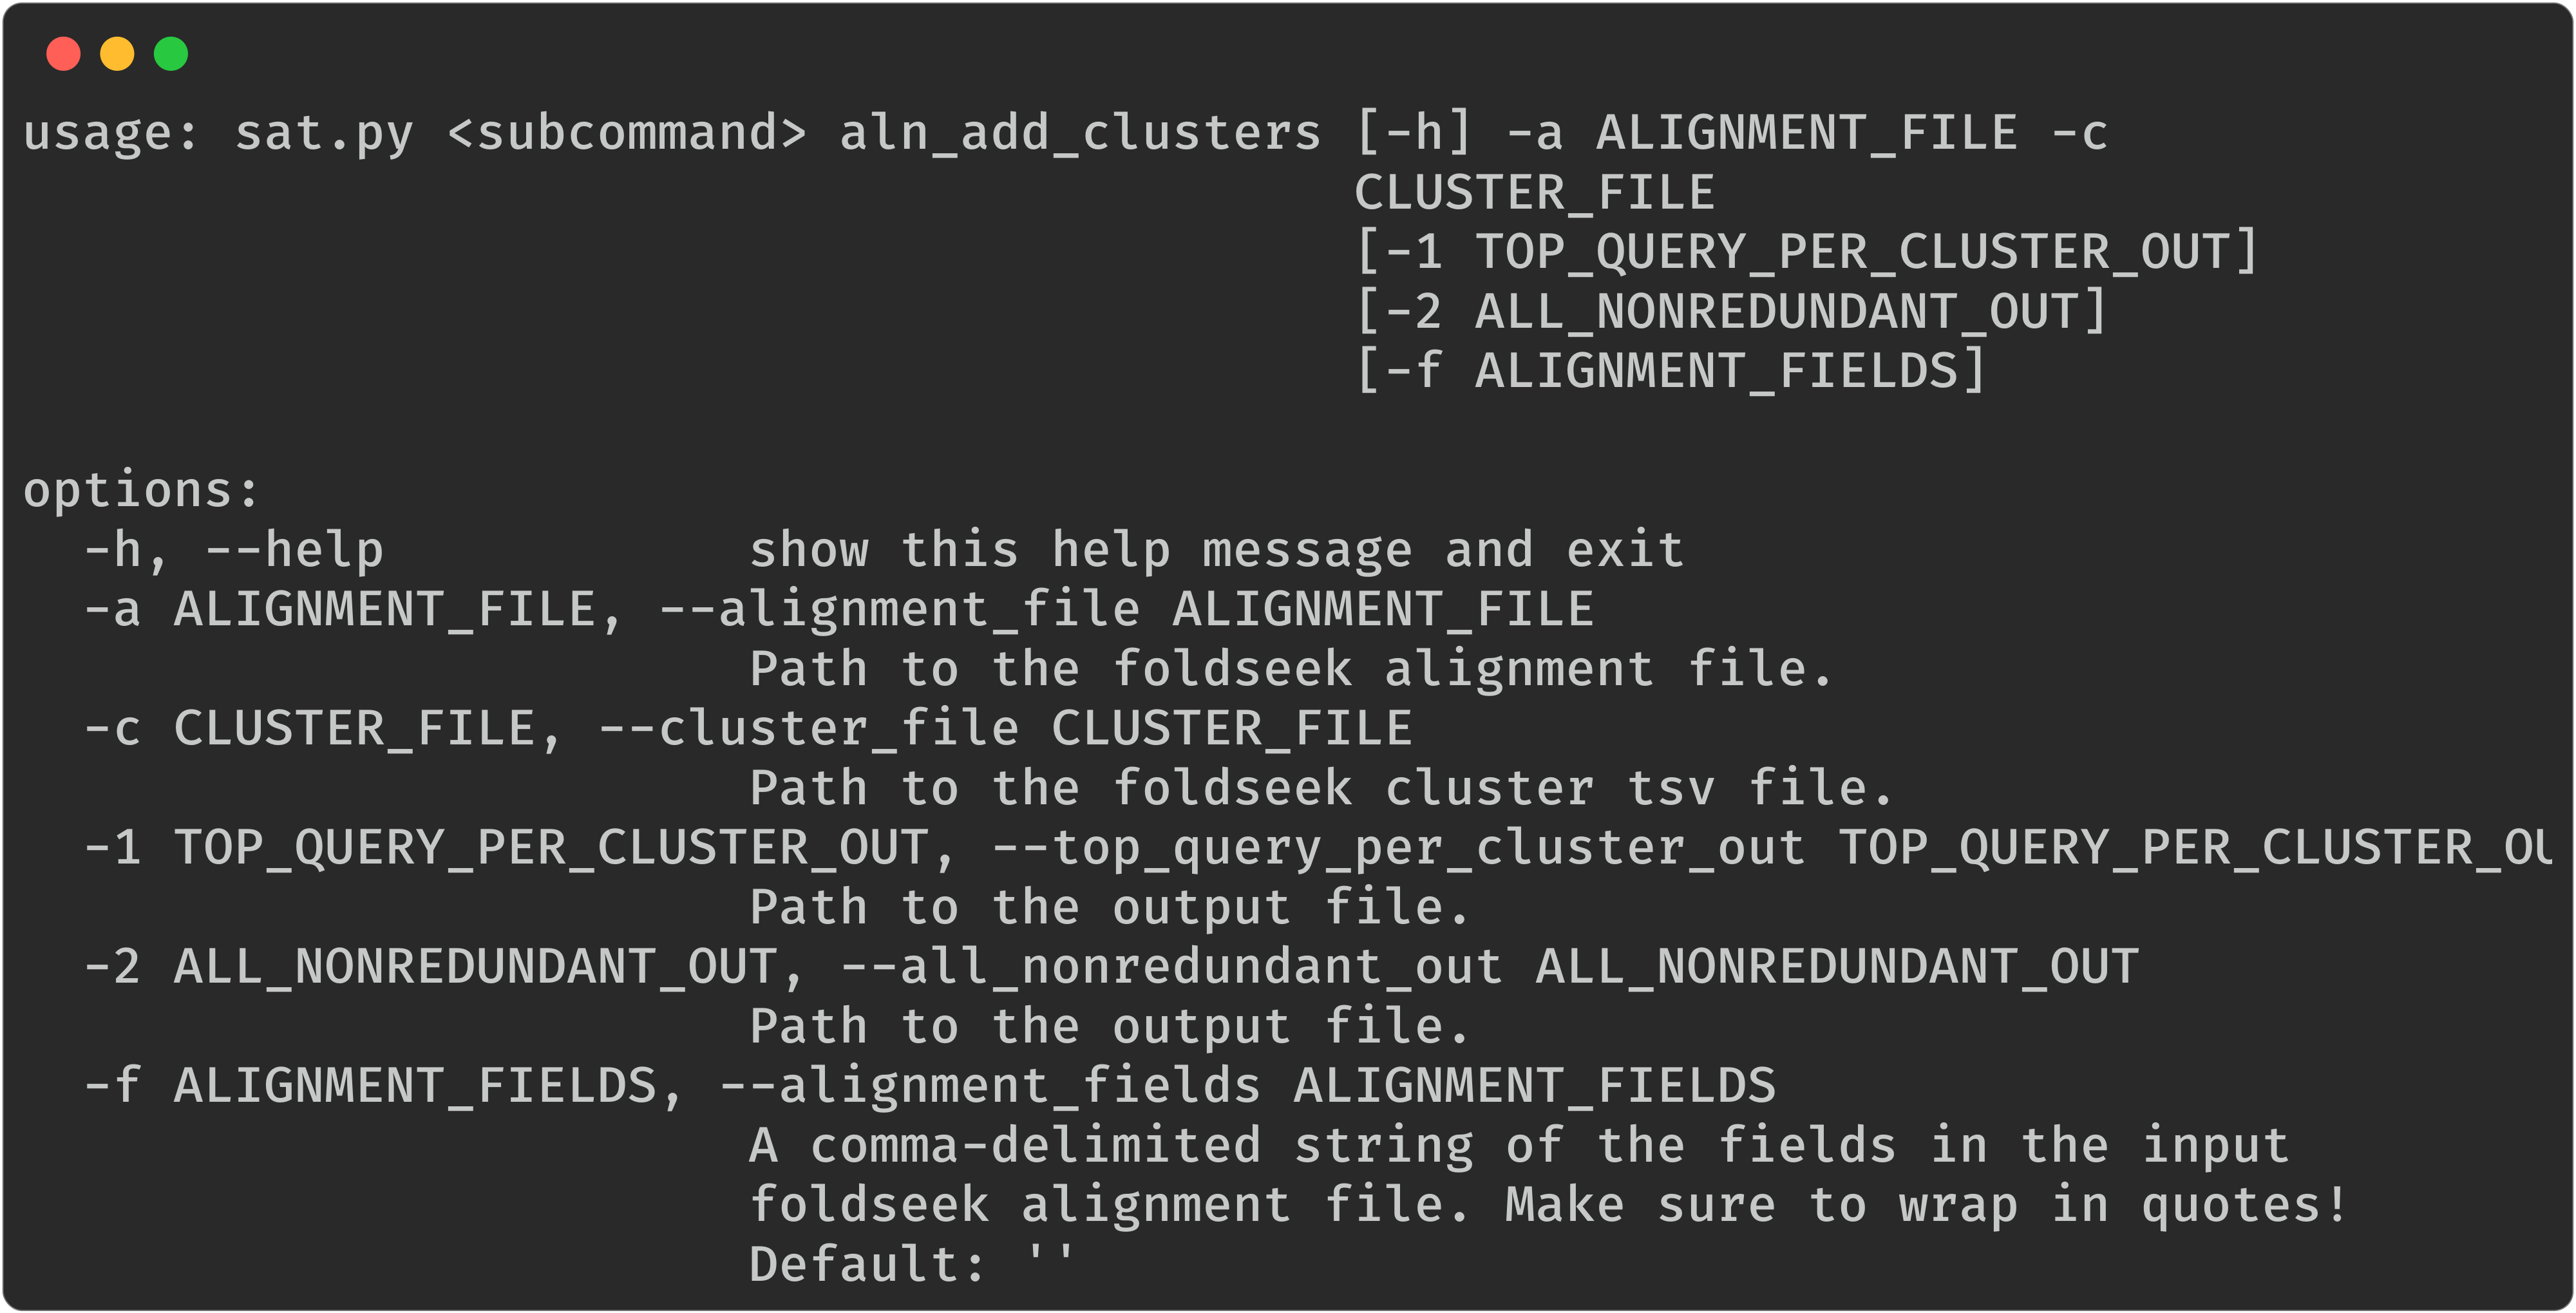 usage: sat.py <subcommand> aln_add_clusters [-h] -a ALIGNMENT_FILE -c
CLUSTER_FILE
[-1 TOP_QUERY_PER_CLUSTER_OUT]
[-2 ALL_NONREDUNDANT_OUT]
[-f ALIGNMENT_FIELDS]
options:
-h, --help show this help message and exit
-a ALIGNMENT_FILE, --alignment_file ALIGNMENT_FILE
Path to the foldseek alignment file.
-c CLUSTER_FILE, --cluster_file CLUSTER_FILE
Path to the foldseek cluster tsv file.
-1 TOP_QUERY_PER_CLUSTER_OUT, --top_query_per_cluster_out TOP_QUERY_PER_CLUSTER_OU
Path to the output file.
-2 ALL_NONREDUNDANT_OUT, --all_nonredundant_out ALL_NONREDUNDANT_OUT
Path to the output file.
-f ALIGNMENT_FIELDS, --alignment_fields ALIGNMENT_FIELDS
A comma-delimited string of the fields in the input
foldseek alignment file. Make sure to wrap in quotes!
Default: ''